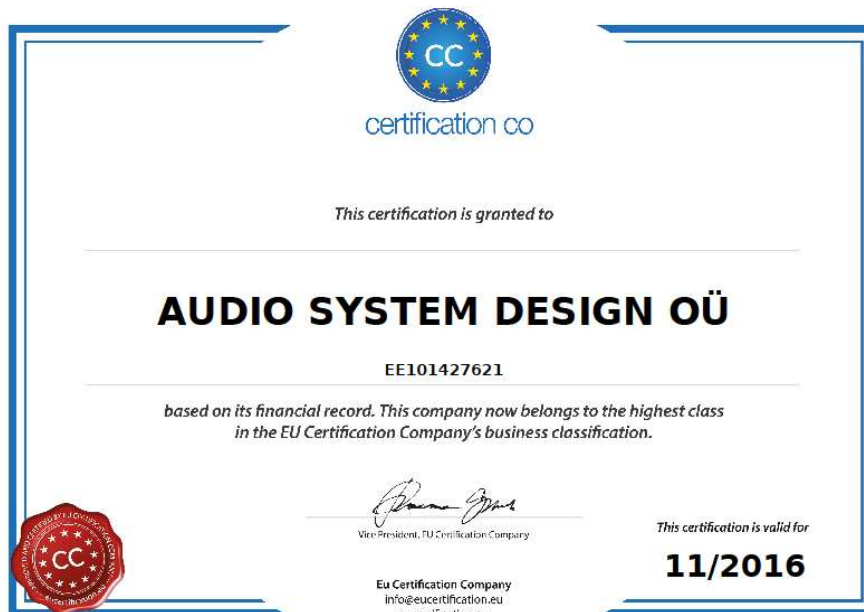 CC
certification co
This certification is granted to
AUDIO SYSTEM DESIGN OÜ
EE101427621
based on its financial record. This company now belongs to the highest class
in the EU Certification Company's business classification.
Vice President, EU Certification Company
This certification is valid for
11/2016
CC
Eu Certification Company
info@eucertification.eu